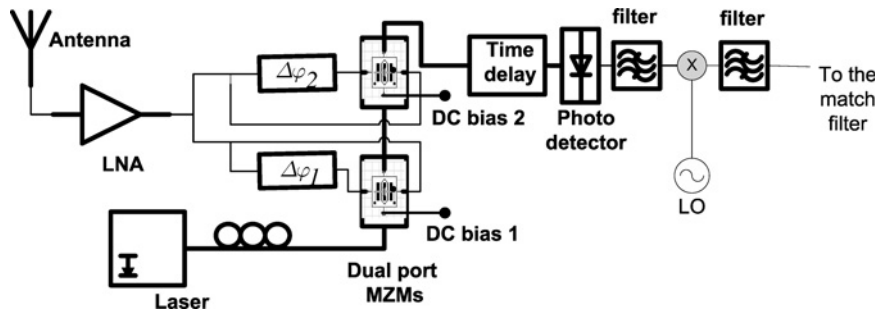 Antenna
LNA
Δφ2
Δφ1
DC bias 2
DC bias 1
Laser
Dual port
MZMs
Time
delay
Photo
detector
filter
X
LO
filter
To the
match
filter